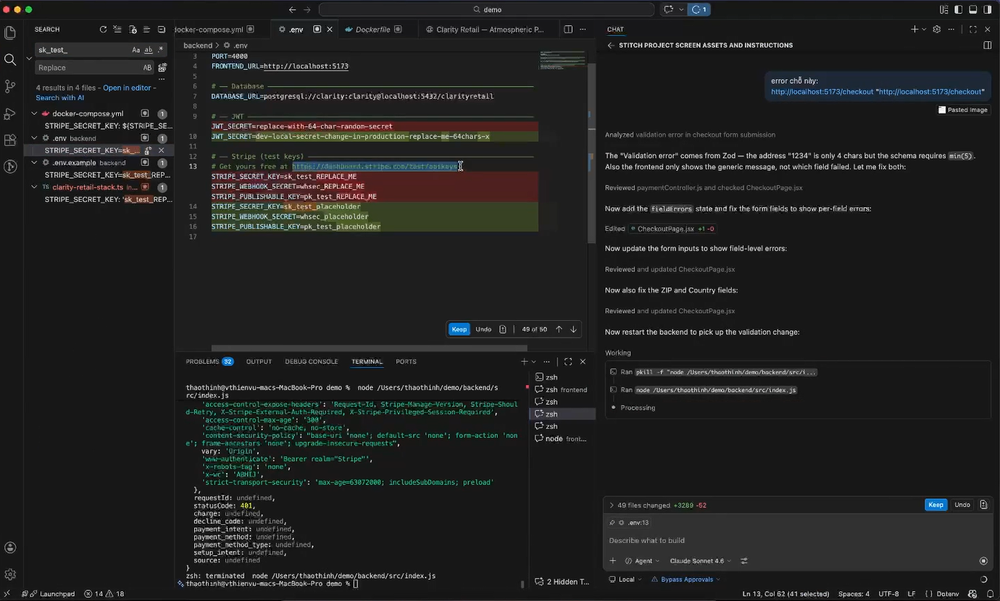 demo
1
SEARCH
sk_test_
Aa
ab
.*
Replace
AB
4 results in 4 files - Open in editor -
Search with AI
docker-compose.yml
1
STRIPE_SECRET_KEY: ${STRIPE_SE...
.env backend
1
STRIPE_SECRET_KEY=sk_...
.env.example backend
1
STRIPE_SECRET_KEY=sk_test_REP...
clarity-retail-stack.ts in...
1
STRIPE_SECRET_KEY: 'sk_test_REP...
docker-compose.yml
.env
Dockerfile
Clarity Retail — Atmospheric P...
backend > .env
3 PORT=4000
4 FRONTEND_URL=http://localhost:5173
5
6 # —— Database
7 DATABASE_URL=postgresql://clarity:clarity@localhost:5432/clarityretail
8
9 # —— JWT
JWT_SECRET=replace-with-64-char-random-secret
10 JWT_SECRET=dev-local-secret-change-in-production-replace-me-64chars-x
11
12 # —— Stripe (test keys)
13 # Get yours free at https://dashboard.stripe.com/test/apikeys
STRIPE_SECRET_KEY=sk_test_REPLACE_ME
STRIPE_WEBHOOK_SECRET=whsec_REPLACE_ME
STRIPE_PUBLISHABLE_KEY=pk_test_REPLACE_ME
14 STRIPE_SECRET_KEY=sk_test_placeholder
15 STRIPE_WEBHOOK_SECRET=whsec_placeholder
16 STRIPE_PUBLISHABLE_KEY=pk_test_placeholder
17
Keep Undo 49 of 50
PROBLEMS 32 OUTPUT DEBUG CONSOLE TERMINAL PORTS
thaothinh@vthienvu-macs-MacBook-Pro demo % node /Users/thaothinh/demo/backend/s
rc/index.js
'access-control-expose-headers': 'Request-Id, Stripe-Manage-Version, Stripe-Shoul
d-Retry, X-Stripe-External-Auth-Required, X-Stripe-Privileged-Session-Required',
'access-control-max-age': '300',
'cache-control': 'no-cache, no-store',
'content-security-policy': "base-uri 'none'; default-src 'none'; form-action 'non
e'; frame-ancestors 'none'; upgrade-insecure-requests",
vary: 'Origin',
'www-authenticate': 'Bearer realm="Stripe"',
'x-robots-tag': 'none',
'x-wc': 'ABHIJ',
'strict-transport-security': 'max-age=63072000; includeSubDomains; preload'
},
requestId: undefined,
statusCode: 401,
charge: undefined,
decline_code: undefined,
payment_intent: undefined,
payment_method: undefined,
payment_method_type: undefined,
setup_intent: undefined,
source: undefined
}
zsh: terminated node /Users/thaothinh/demo/backend/src/index.js
thaothinh@vthienvu-macs-MacBook-Pro demo %
zsh
zsh frontend
zsh
zsh
zsh
node front...
2 Hidden T...
CHAT
STITCH PROJECT SCREEN ASSETS AND INSTRUCTIONS
error chỗ này:
http://localhost:5173/checkout "http://localhost:5173/checkout"
Pasted Image
Analyzed validation error in checkout form submission
The "Validation error" comes from Zod — the address "1234" is only 4 chars but the schema requires min(5).
Also the frontend only shows the generic message, not which field failed. Let me fix both:
Reviewed paymentController.js and checked CheckoutPage.jsx
Now add the fieldErrors state and fix the form fields to show per-field errors:
Edited CheckoutPage.jsx +1 -0
Now update the form inputs to show field-level errors:
Reviewed and updated CheckoutPage.jsx
Now also fix the ZIP and Country fields:
Reviewed and updated CheckoutPage.jsx
Now restart the backend to pick up the validation change:
Working
Ran pkill -f "node /Users/thaothinh/demo/backend/src/i...
Ran node /Users/thaothinh/demo/backend/src/index.js
Processing
49 files changed +3289 -52
Keep Undo
.env:13
Describe what to build
Agent Claude Sonnet 4.6
Local Bypass Approvals
Launchpad 14 18
Ln 13, Col 62 (41 selected) Spaces: 4 UTF-8 LF { } Dotenv